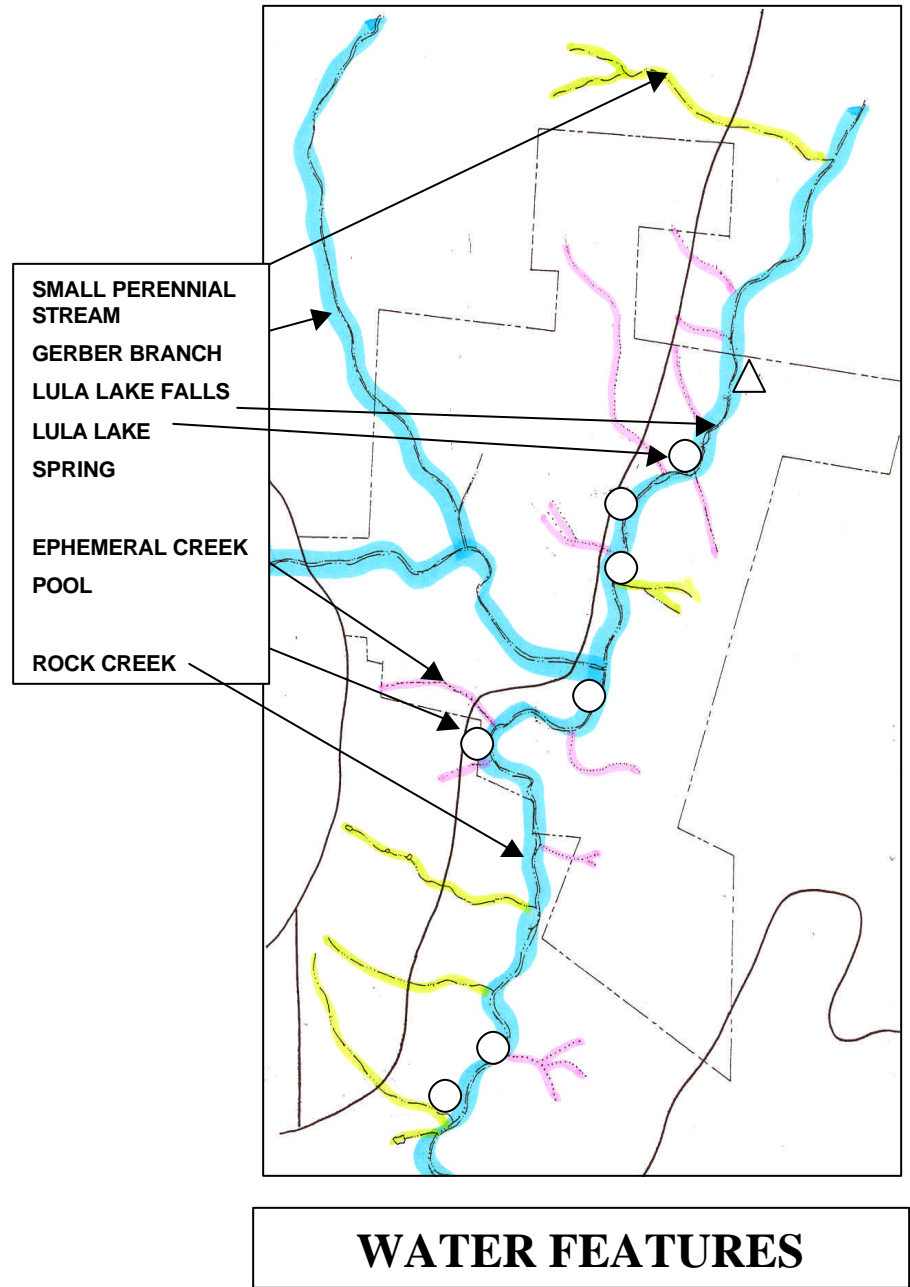 SMALL PERENNIAL
STREAM
GERBER BRANCH
LULA LAKE FALLS
LULA LAKE
SPRING
EPHEMERAL CREEK
POOL
ROCK CREEK
WATER FEATURES